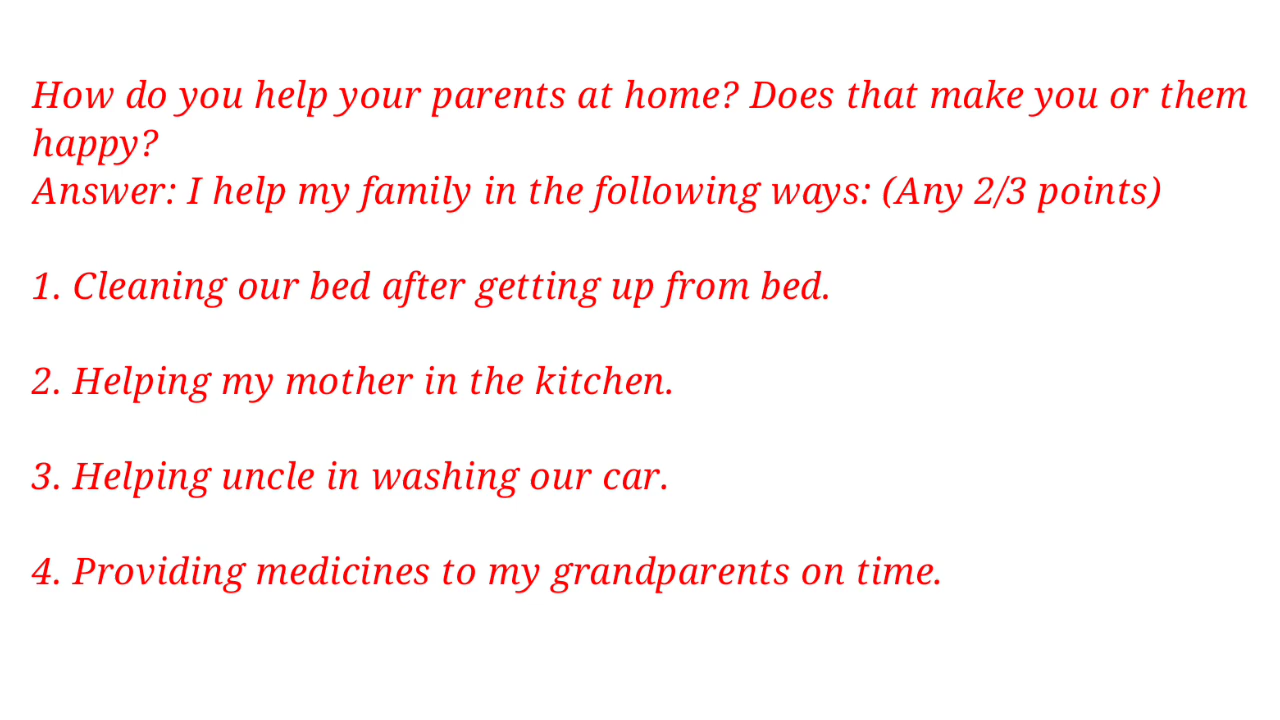 How do you help your parents at home? Does that make you or them
happy?
Answer: I help my family in the following ways: (Any 2/3 points)
1. Cleaning our bed after getting up from bed.
2. Helping my mother in the kitchen.
3. Helping uncle in washing our car.
4. Providing medicines to my grandparents on time.